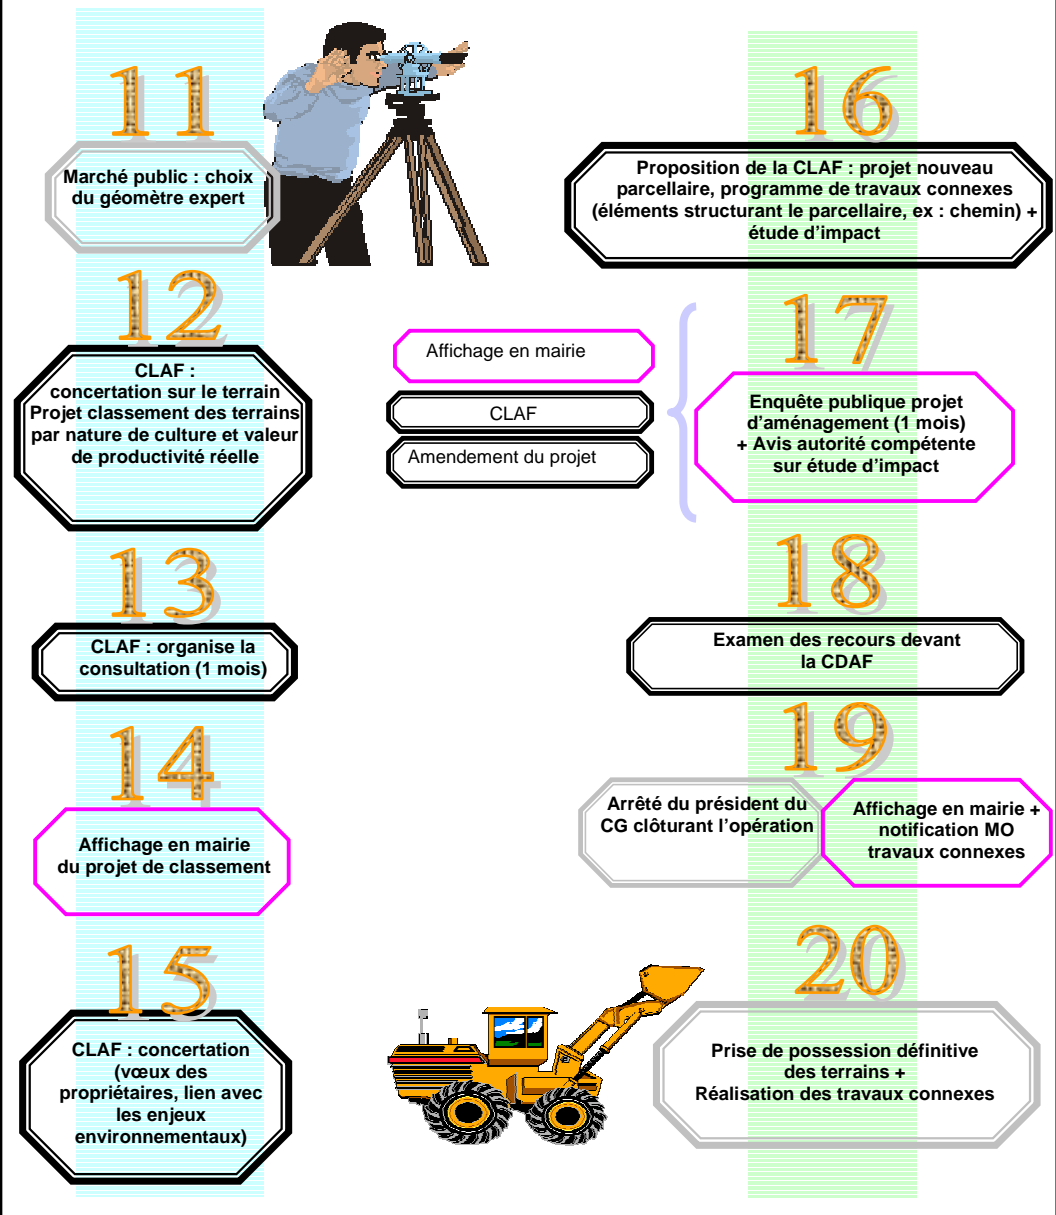 11
Marché public : choix
du géomètre expert
12
CLAF :
concertation sur le terrain
Projet classement des terrains
par nature de culture et valeur
de productivité réelle
13
CLAF : organise la
consultation (1 mois)
14
Affichage en mairie
du projet de classement
15
CLAF : concertation
(vœux des
propriétaires, lien avec
les enjeux
environnementaux)
16
Proposition de la CLAF : projet nouveau
parcellaire, programme de travaux connexes
(éléments structurant le parcellaire, ex : chemin) +
étude d’impact
17
Affichage en mairie
CLAF
Amendement du projet
Enquête publique projet
d’aménagement (1 mois)
+ Avis autorité compétente
sur étude d’impact
18
Examen des recours devant
la CDAF
19
Arrêté du président du
CG clôturant l’opération
Affichage en mairie +
notification MO
travaux connexes
20
Prise de possession définitive
des terrains +
Réalisation des travaux connexes